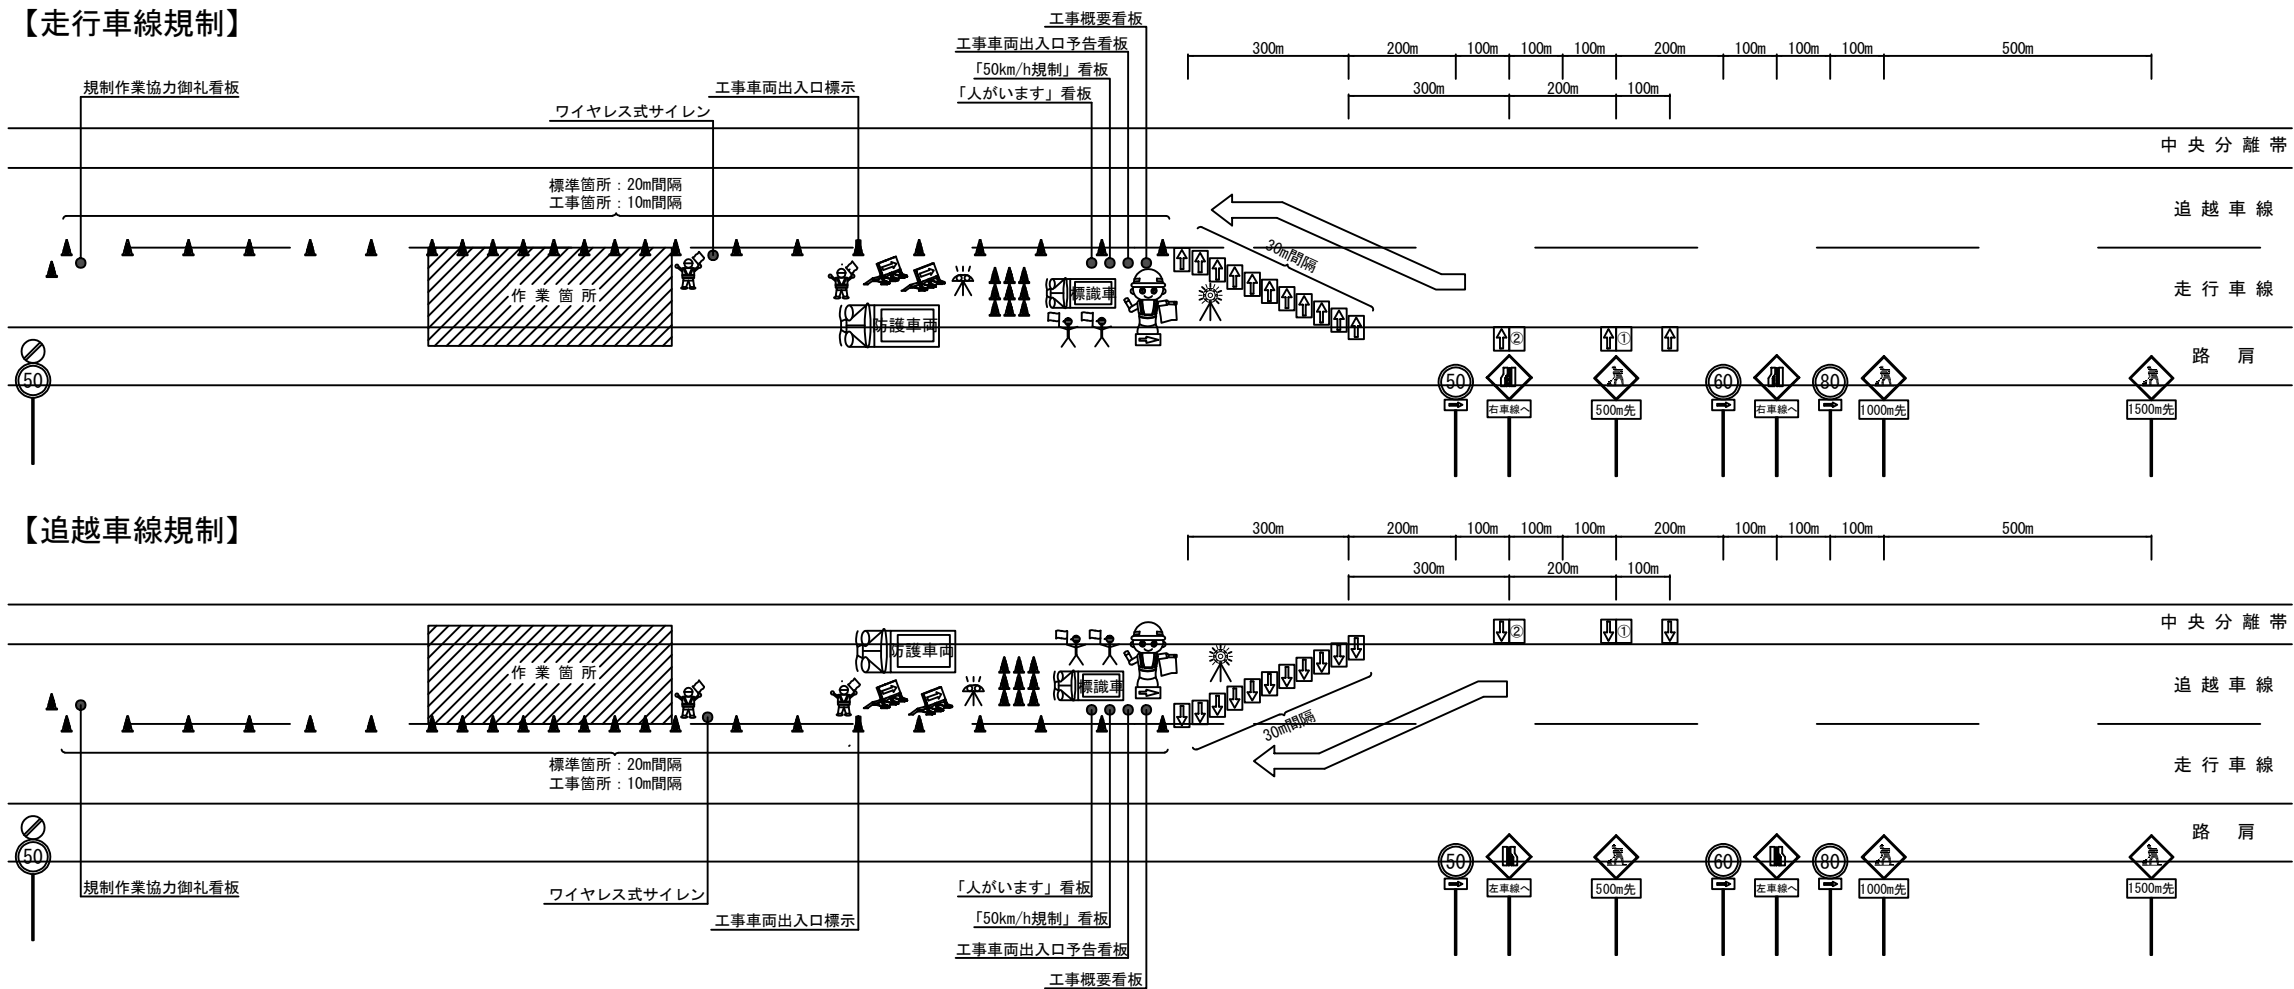 【走行車線規制】
工事概要看板
工事車両出入口予告看板
「50km/h規制」看板
「人がいます」看板
規制作業協力御礼看板
工事車両出入口標示
ワイヤレス式サイレン
300m 200m 100m 100m 100m 200m 100m 100m 100m 500m
300m 200m 100m
中央分離帯
標準箇所：20m間隔
工事箇所：10m間隔
追越車線
30m間隔
作業箇所
標識車
走行車線
防護車両
② ①
路肩
50
50 60 80
右車線へ 500m先 右車線へ 1000m先 1500m先
【追越車線規制】
300m 200m 100m 100m 100m 200m 100m 100m 100m 500m
300m 200m 100m
② ①
中央分離帯
防護車両
作業箇所
標識車
追越車線
30m間隔
標準箇所：20m間隔
工事箇所：10m間隔
走行車線
路肩
50
50 60 80
左車線へ 500m先 左車線へ 1000m先 1500m先
規制作業協力御礼看板
ワイヤレス式サイレン
工事車両出入口標示
「人がいます」看板
「50km/h規制」看板
工事車両出入口予告看板
工事概要看板